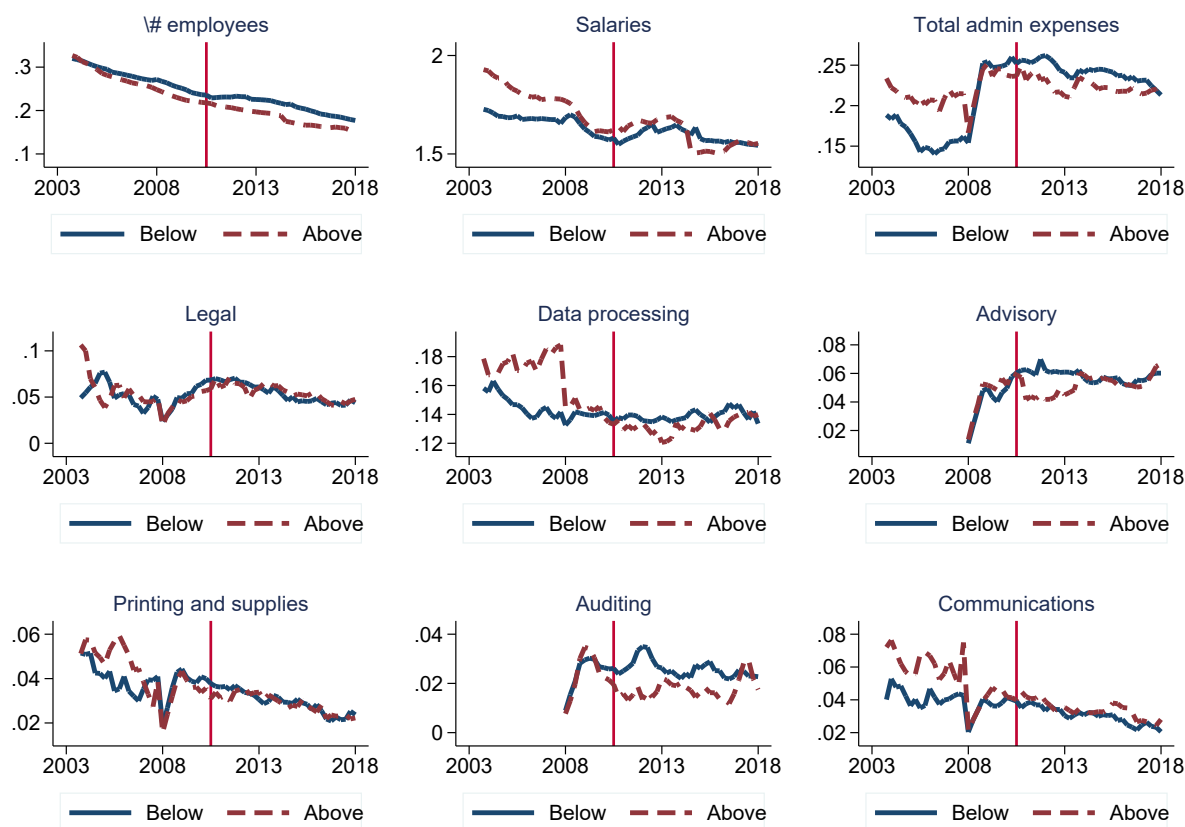 \# employees
Salaries
Total admin expenses
.3
.2
.1
2
1.5
.25
.2
.15
2003 2008 2013 2018
2003 2008 2013 2018
2003 2008 2013 2018
Below Above
Below Above
Below Above
Legal
Data processing
Advisory
.1
.05
0
.18
.16
.14
.12
.08
.06
.04
.02
2003 2008 2013 2018
2003 2008 2013 2018
2003 2008 2013 2018
Below Above
Below Above
Below Above
Printing and supplies
Auditing
Communications
.06
.04
.02
.04
.02
0
.08
.06
.04
.02
2003 2008 2013 2018
2003 2008 2013 2018
2003 2008 2013 2018
Below Above
Below Above
Below Above